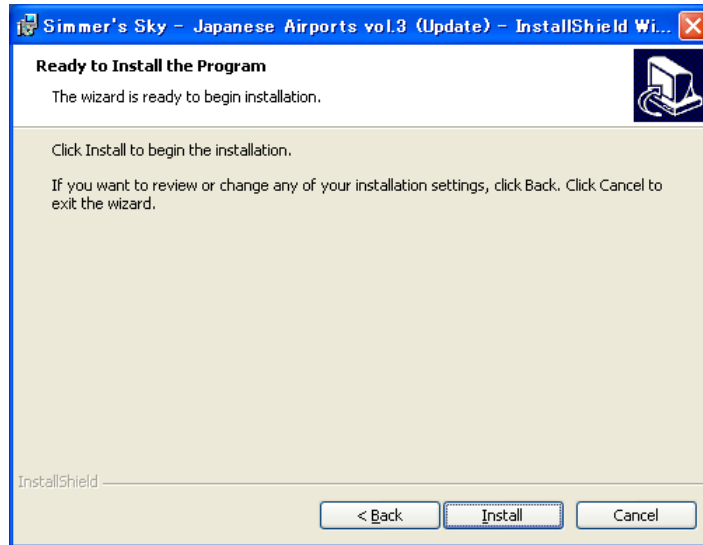 Simmer's Sky - Japanese Airports vol.3 (Update) - InstallShield Wi...
Ready to Install the Program
The wizard is ready to begin installation.
Click Install to begin the installation.
If you want to review or change any of your installation settings, click Back. Click Cancel to
exit the wizard.
InstallShield
< Back
Install
Cancel